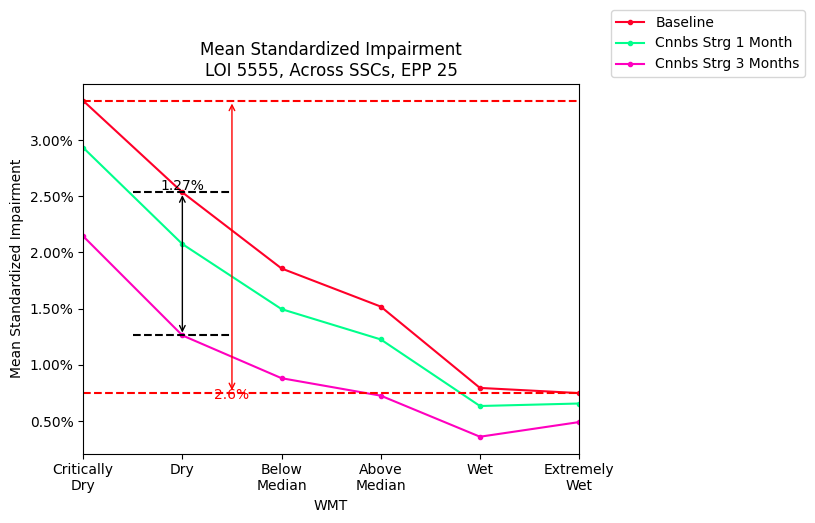 Baseline
Cnnbs Strg 1 Month
Cnnbs Strg 3 Months
Mean Standardized Impairment
LOI 5555, Across SSCs, EPP 25
Mean Standardized Impairment
3.00%
2.50%
2.00%
1.50%
1.00%
0.50%
1.27%
2.6%
Critically
Dry
Dry
Below
Median
Above
Median
Wet
Extremely
Wet
WMT